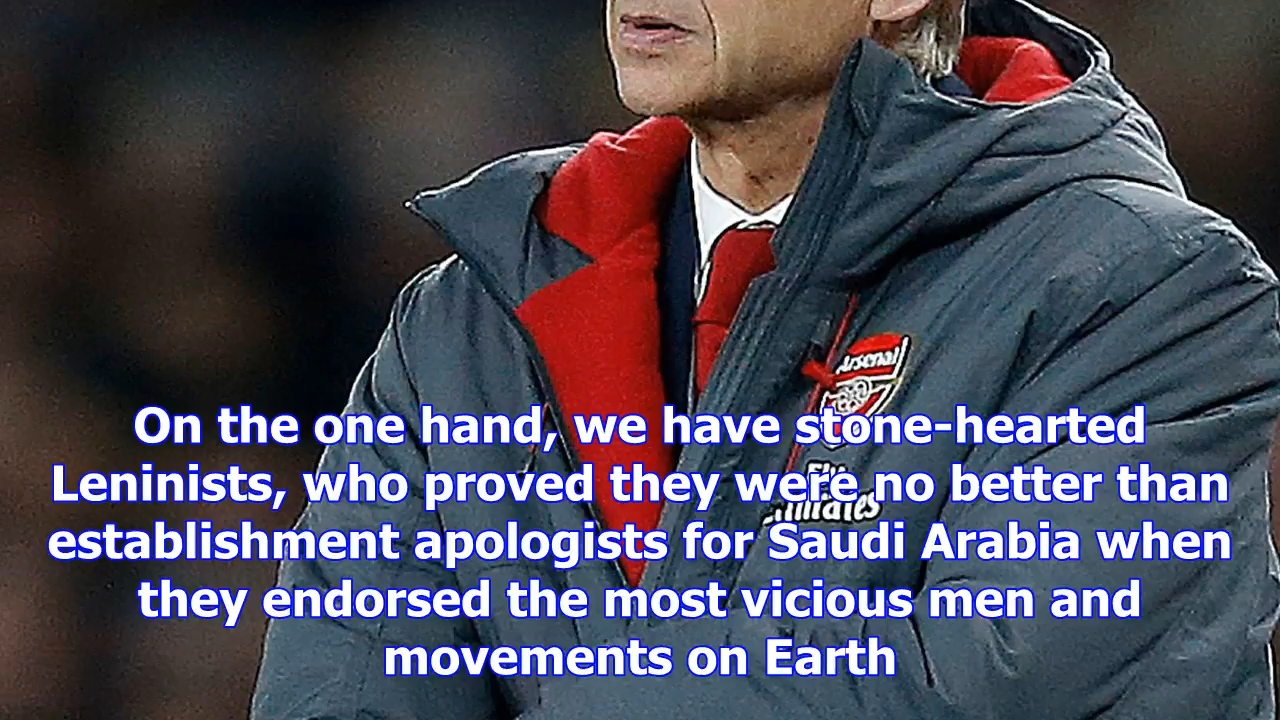 Arsenal
On the one hand, we have stone-hearted
Leninists, who proved they were no better than
establishment apologists for Saudi Arabia when
they endorsed the most vicious men and
movements on Earth